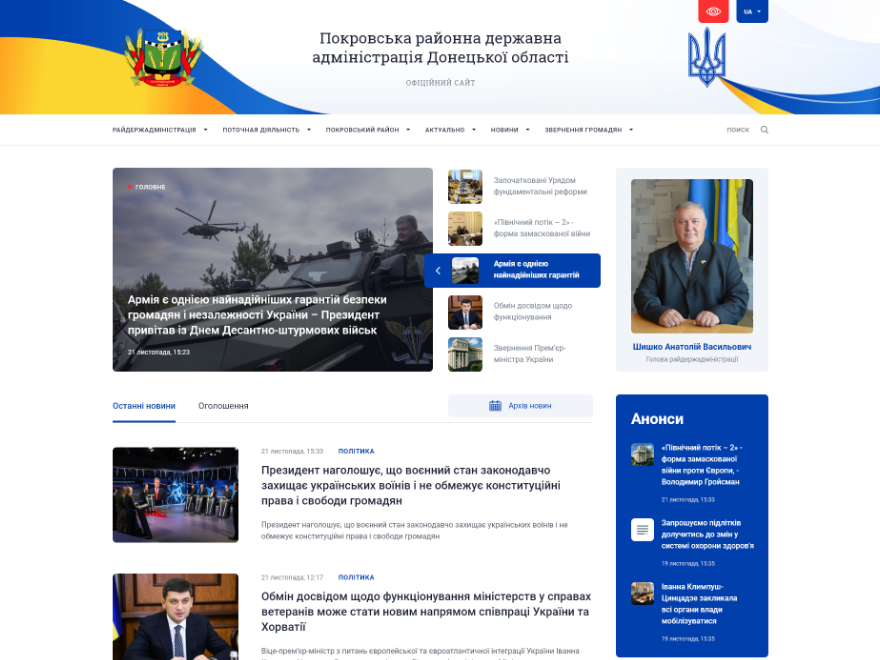 UA
Покровська районна державна
адміністрація Донецької області
ОФІЦІЙНИЙ САЙТ
РАЙДЕРЖАДМІНІСТРАЦІЯ
ПОТОЧНА ДІЯЛЬНІСТЬ
ПОКРОВСЬКИЙ РАЙОН
АКТУАЛЬНО
НОВИНИ
ЗВЕРНЕННЯ ГРОМАДЯН
ПОИСК
ГОЛОВНЕ
Армія є однією найнадійніших гарантій безпеки
громадян і незалежності України – Президент
привітав із Днем Десантно-штурмових військ
21 листопада, 15:23
Започатковані Урядом
фундаментальні реформи
«Північний потік – 2» -
форма замаскованої війни
Армія є однією
найнадійніших гарантій
Обмін досвідом щодо
функціонування
Звернення Прем'єр-
міністра України
Шишко Анатолій Васильович
Голова райдержадміністрації
Останні новини
Оголошення
Архів новин
21 листопада, 15:33
ПОЛІТИКА
Президент наголошує, що воєнний стан законодавчо
захищає українських воїнів і не обмежує конституційні
права і свободи громадян
Президент наголошує, що воєнний стан законодавчо захищає українських воїнів і не
обмежує конституційні права і свободи громадян
21 листопада, 12:17
ПОЛІТИКА
Обмін досвідом щодо функціонування міністерств у справах
ветеранів може стати новим напрямом співпраці України та
Хорватії
Віце-прем'єр-міністр з питань європейської та євроатлантичної інтеграції України Іванна
Анонси
«Північний потік – 2» -
форма замаскованої
війни проти Європи, -
Володимир Гройсман
21 листопада, 15:33
Запрошуємо підлітків
долучитись до змін у
системі охорони здоров'я
19 листопада, 15:35
Іванна Климпуш-
Цинцадзе закликала
всі органи влади
мобілізуватися
19 листопада, 15:35